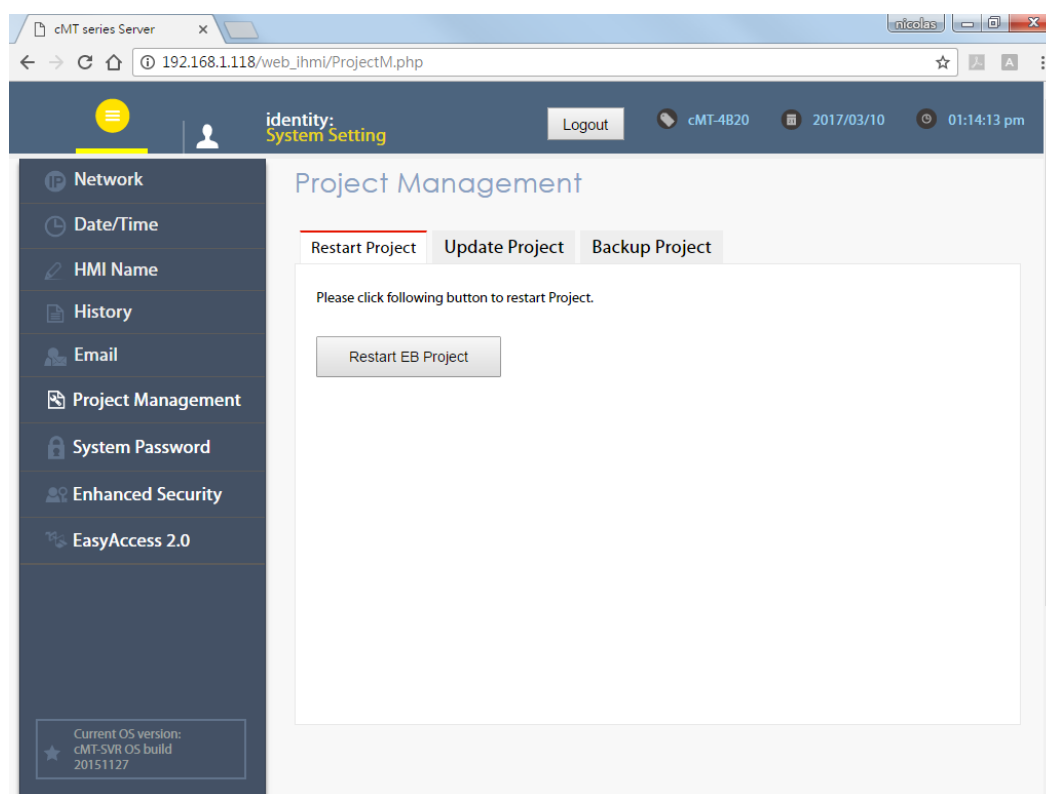 cMT series Server
nicolas
192.168.1.118/web_ihmi/ProjectM.php
A
identity:
System Setting
Logout
cMT-4B20
2017/03/10
01:14:13 pm
IP Network
Date/Time
HMI Name
History
Email
Project Management
System Password
Enhanced Security
EasyAccess 2.0
Current OS version:
cMT-SVR OS build
20151127
Project Management
Restart Project
Update Project
Backup Project
Please click following button to restart Project.
Restart EB Project